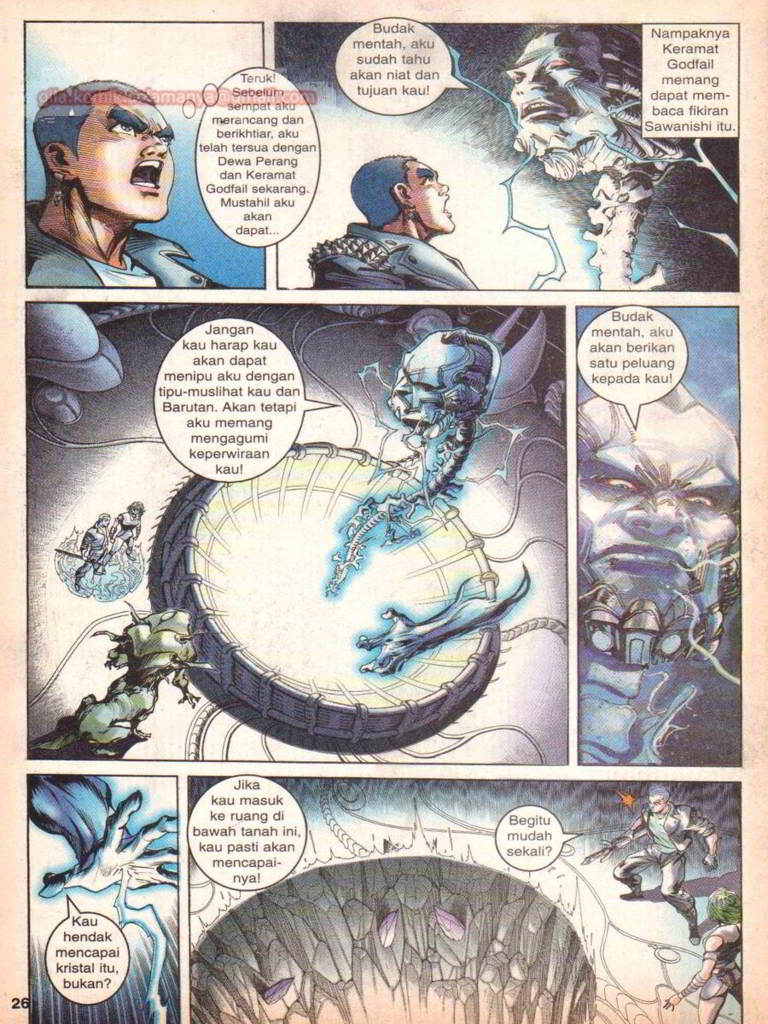 Teruk!
Sebelum
sempat aku
merancang dan
berikhtiar, aku
telah tersua dengan
Dewa Perang
dan Keramat
Godfail sekarang.
Mustahil aku
akan
dapat...
Budak
mentah, aku
sudah tahu
akan niat dan
tujuan kau!
Nampaknya
Keramat
Godfail
memang
dapat mem-
baca fikiran
Sawanishi itu.
Jangan
kau harap kau
akan dapat
menipu aku dengan
tipu-muslihat kau dan
Barutan. Akan tetapi
aku memang
mengagumi
keperwiraan
kau!
Budak
mentah, aku
akan berikan
satu peluang
kepada kau!
Kau
hendak
mencapai
kristal itu,
bukan?
Jika
kau masuk
ke ruang di
bawah tanah ini,
kau pasti akan
mencapai-
nya!
Begitu
mudah
sekali?
26